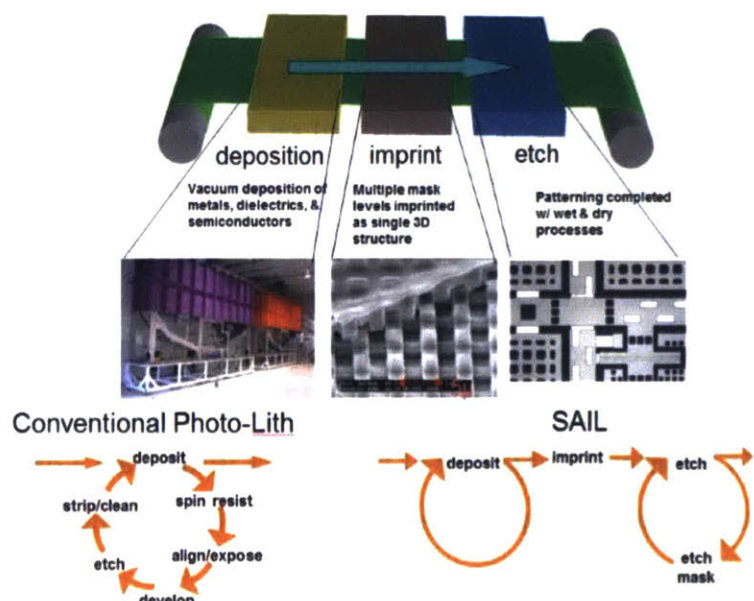 deposition
imprint
etch
Vacuum deposition of
metals, dielectrics, &
semiconductors
Multiple mask
levels imprinted
as single 3D
structure
Patterning completed
w/ wet & dry
processes
Conventional Photo-Lith
deposit
spin resist
align/expose
develop
etch
strip/clean
SAIL
deposit
imprint
etch
etch
mask